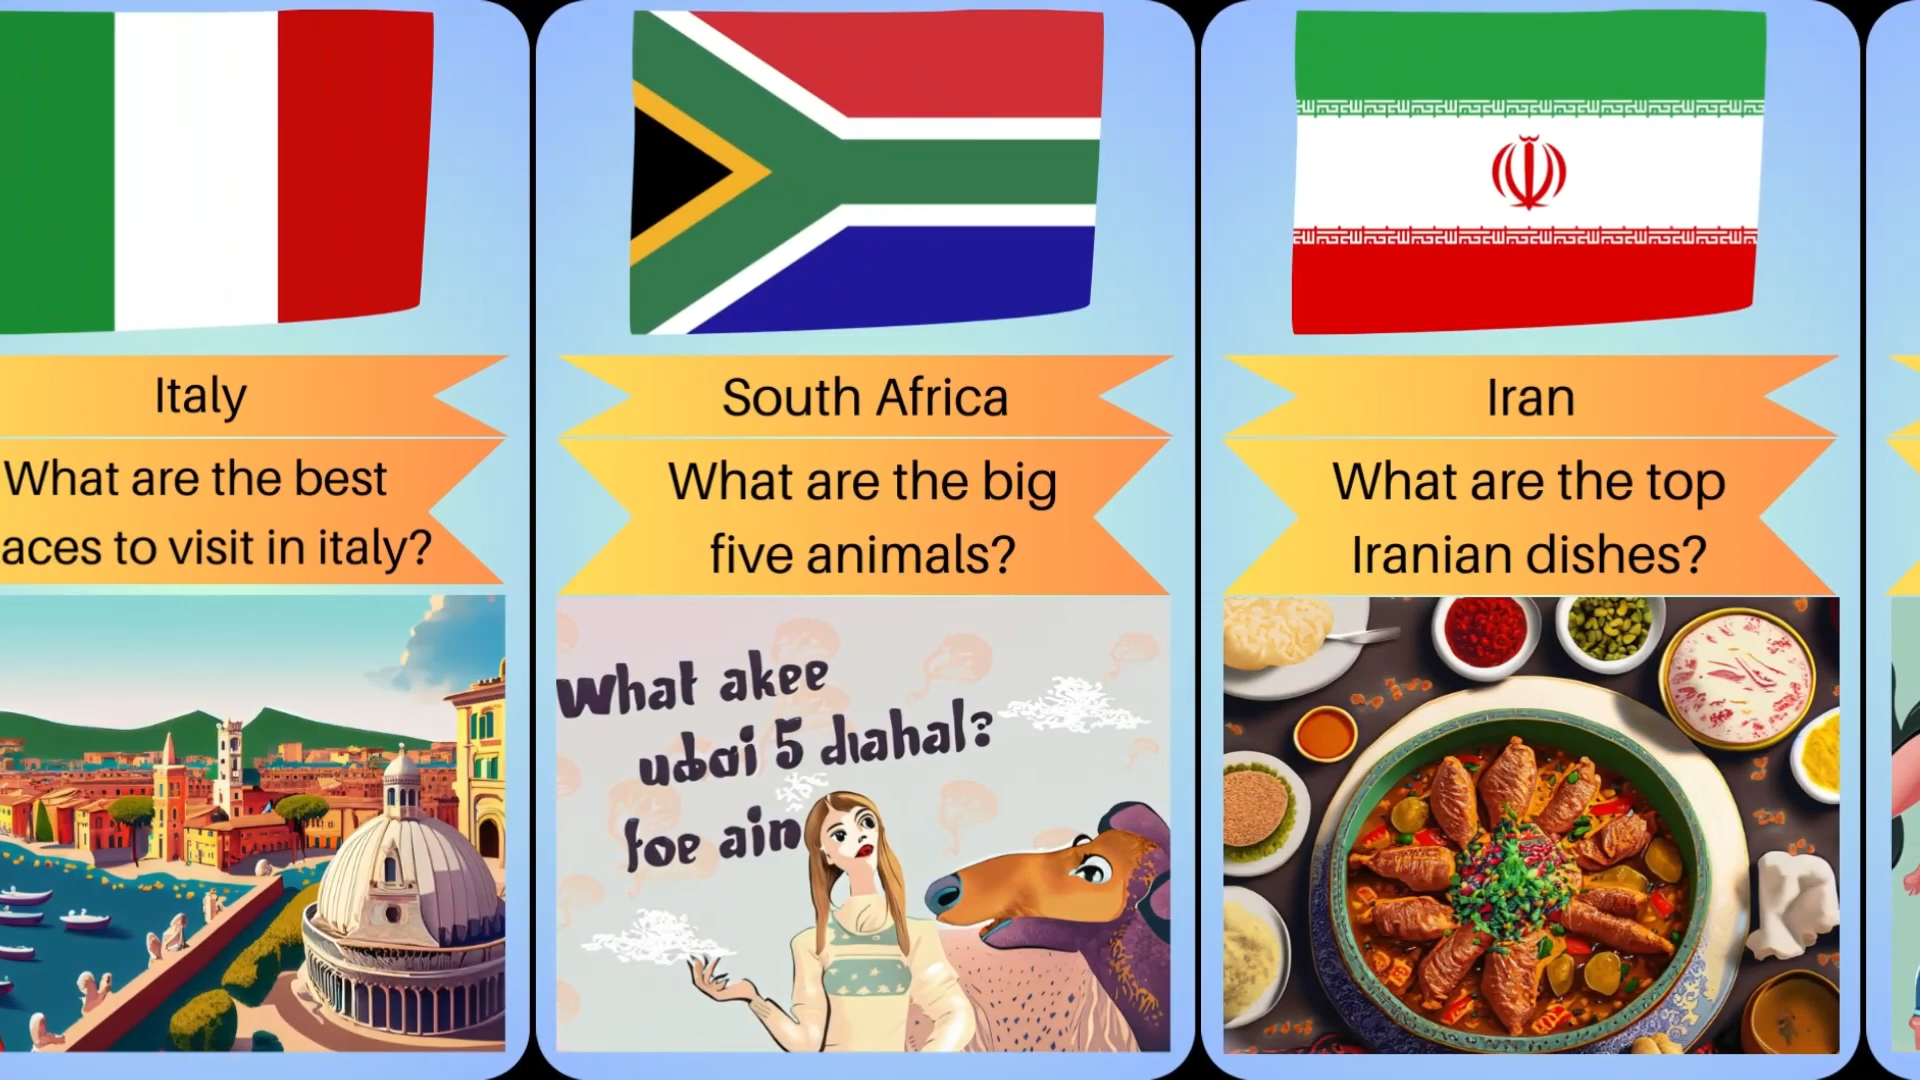 Italy
What are the best
aces to visit in italy?
South Africa
What are the big
five animals?
What akee
udoi 5 diahal?
foe ain
Iran
What are the top
Iranian dishes?